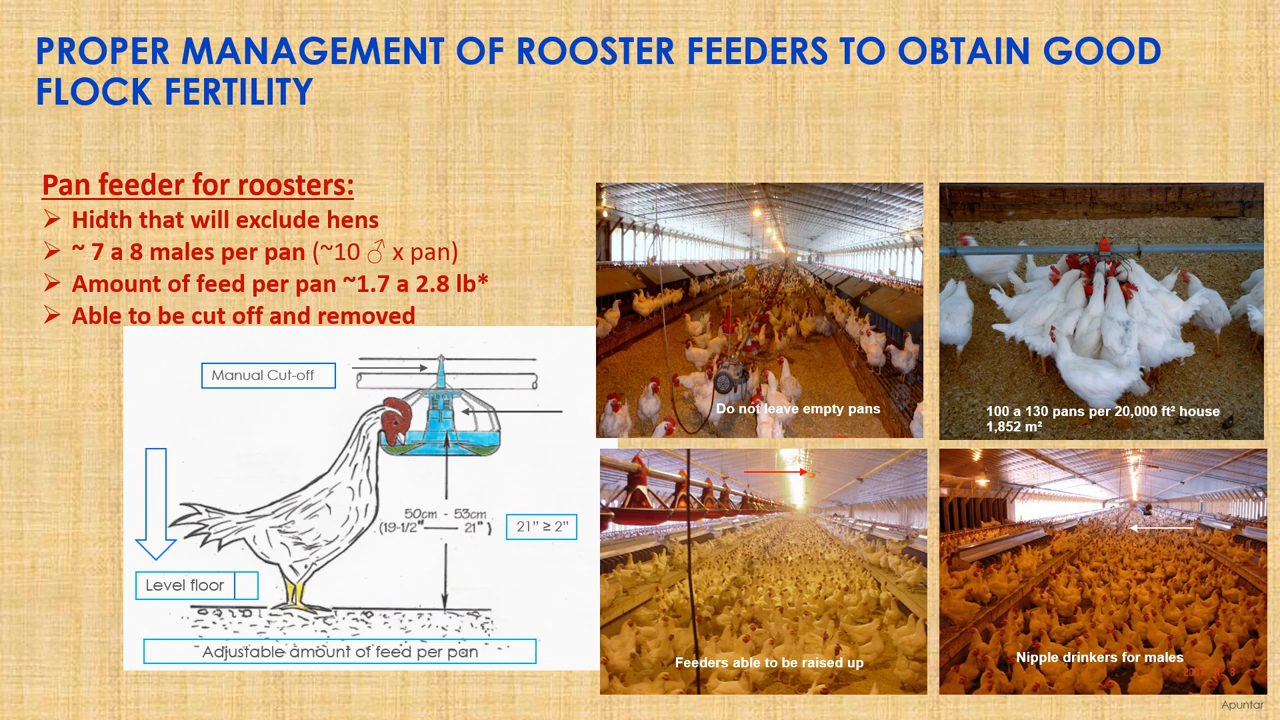 PROPER MANAGEMENT OF ROOSTER FEEDERS TO OBTAIN GOOD
FLOCK FERTILITY
Pan feeder for roosters:
➢ Hidth that will exclude hens
➢ ~ 7 a 8 males per pan (~10 ♂ x pan)
➢ Amount of feed per pan ~1.7 a 2.8 lb*
➢ Able to be cut off and removed
Manual Cut-off
50cm - 53cm
(19-1/2" 21")
21" ≥ 2"
Level floor
Adjustable amount of feed per pan
Do not leave empty pans
100 a 130 pans per 20,000 ft² house
1,852 m²
Feeders able to be raised up
Nipple drinkers for males
Apuntar